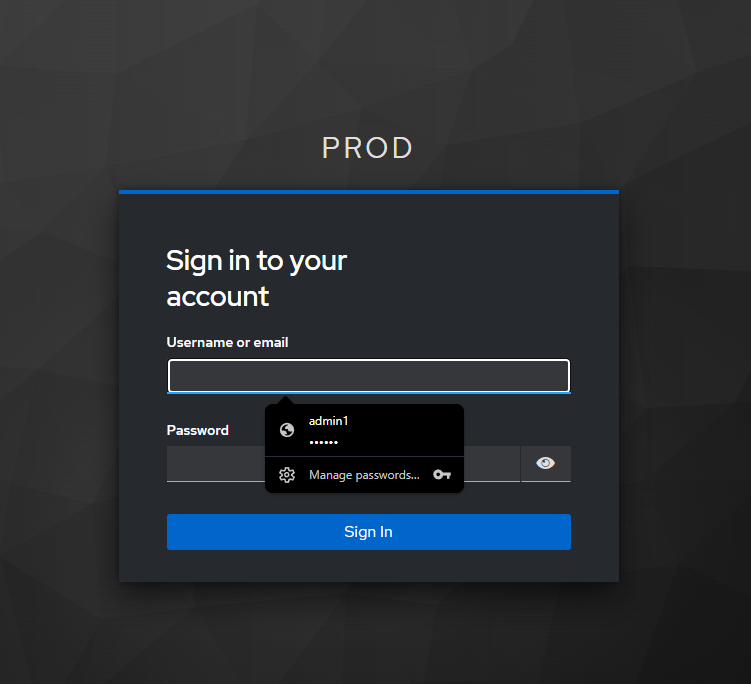 PROD
Sign in to your
account
Username or email
admin1
••••••
Password
Manage passwords...
Sign In